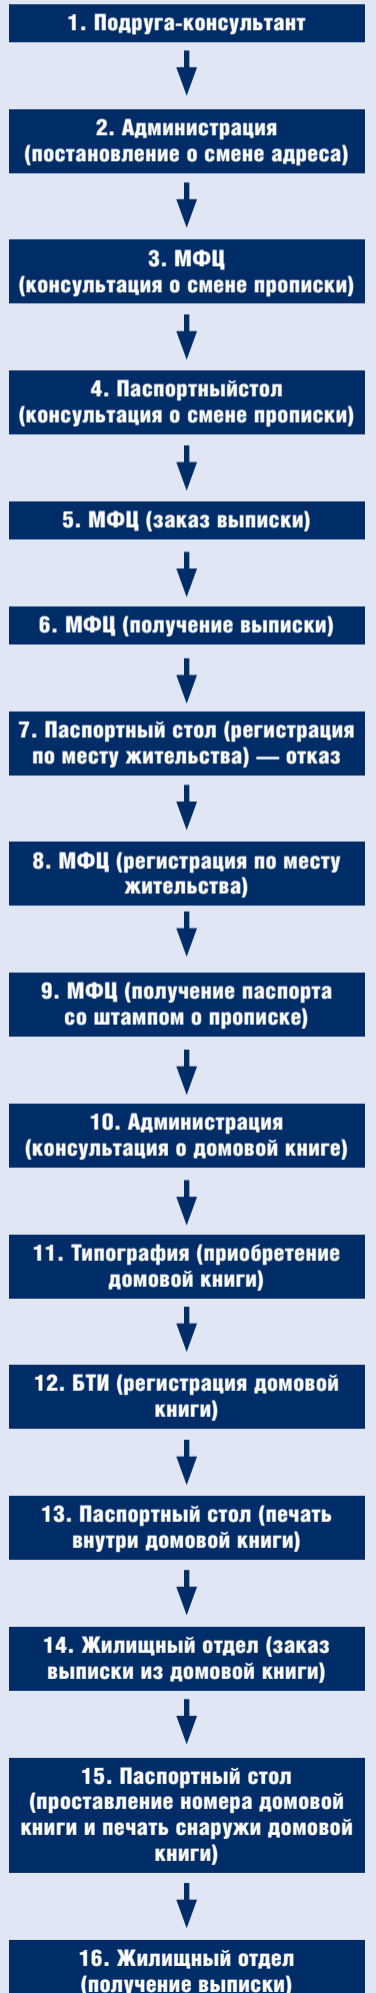 1. Подруга-консультант
2. Администрация
(постановление о смене адреса)
3. МФЦ
(консультация о смене прописки)
4. Паспортныйстол
(консультация о смене прописки)
5. МФЦ (заказ выписки)
6. МФЦ (получение выписки)
7. Паспортный стол (регистрация
по месту жительства) — отказ
8. МФЦ (регистрация по месту
жительства)
9. МФЦ (получение паспорта
со штампом о прописке)
10. Администрация
(консультация о домовой книге)
11. Типография (приобретение
домовой книги)
12. БТИ (регистрация домовой
книги)
13. Паспортный стол (печать
внутри домовой книги)
14. Жилищный отдел (заказ
выписки из домовой книги)
15. Паспортный стол
(проставление номера домовой
книги и печать снаружи домовой
книги)
16. Жилищный отдел
(получение выписки)